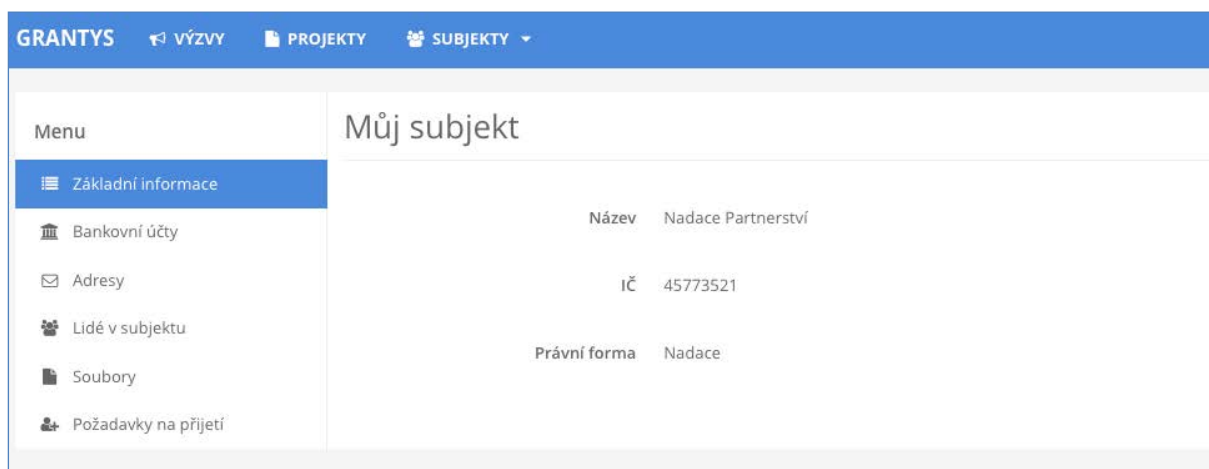 GRANTYS VÝZVY PROJEKTY SUBJEKTY
Menu
Základní informace
Bankovní účty
Adresy
Lidé v subjektu
Soubory
Požadavky na přijetí
Můj subjekt
Název Nadace Partnerství
IČ 45773521
Právní forma Nadace